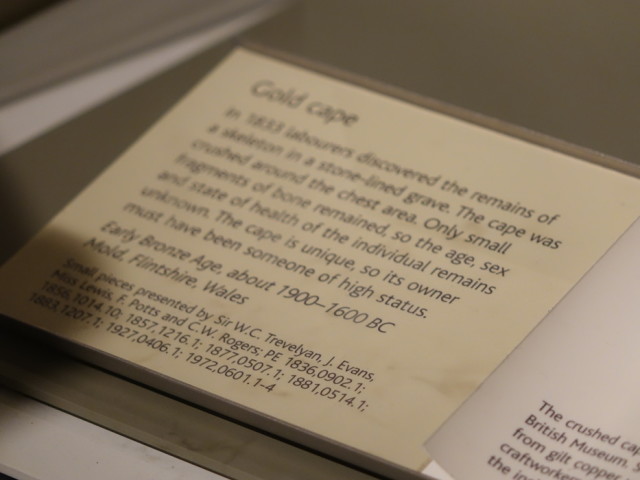 Gold cape
In 1833 labourers discovered the remains of
a skeleton in a stone-lined grave. The cape was
crushed around the chest area. Only small
fragments of bone remained, so the age, sex
and state of health of the individual remains
unknown. The cape is unique, so its owner
must have been someone of high status.
Early Bronze Age, about 1900–1600 BC
Mold, Flintshire, Wales
Small pieces presented by Sir W.C. Trevelyan, J. Evans,
Miss Lewis, F. Potts and C.W. Rogers; PE 1836,0902.1;
1856,1014.10; 1857,1216.1; 1877,0507.1; 1881,0514.1;
1883,1207.1; 1927,0406.1; 1972,0601.1-4
The crushed
British Museum.
from gilt copper
craftworke
the